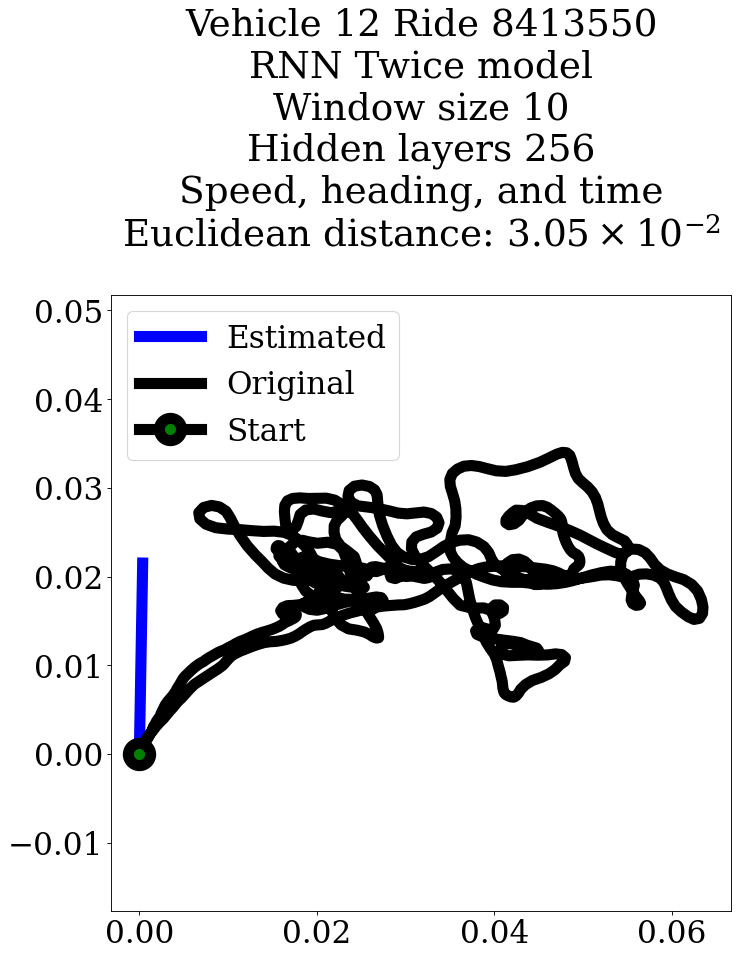 Vehicle 12 Ride 8413550
RNN Twice model
Window size 10
Hidden layers 256
Speed, heading, and time
Euclidean distance: 3.05 × 10⁻²
0.05
0.04
0.03
0.02
0.01
0.00
−0.01
Estimated
Original
Start
0.00 0.02 0.04 0.06